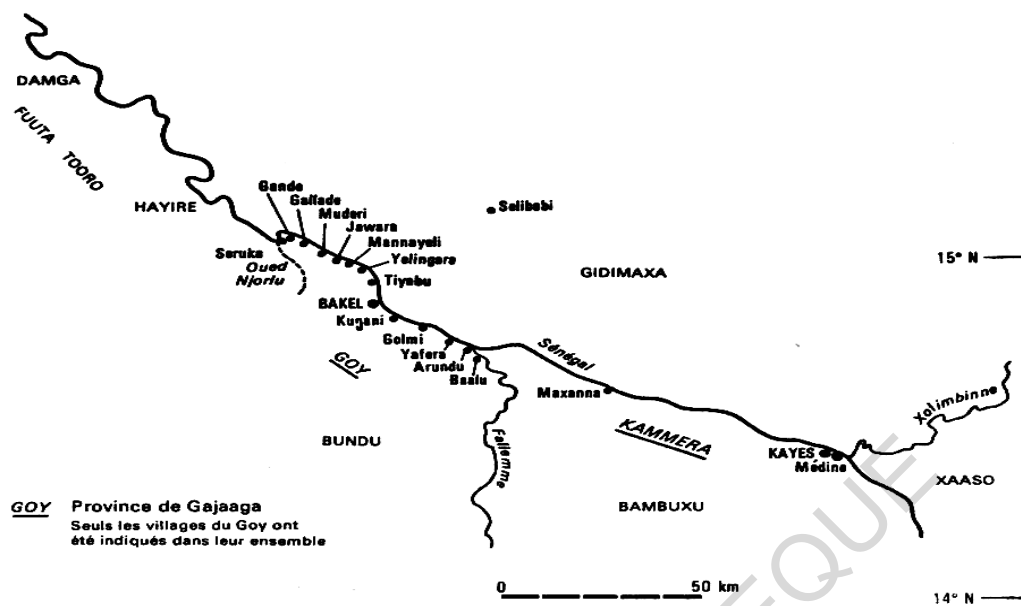 DAMGA
FUUTA TOORO
HAYIRE
Gande
Gallade
Muderi
Jawara
Mannayeli
Yelingara
Tiyabu
Selibabi
GIDIMAXA
15° N
Seruka
Oued
Njorlu
BAKEL
Kuŋani
Golmi
Yafera
Arundu
Baalu
GOY
Sénégal
Maxanna
Xolimbinne
BUNDU
Falleme
KAMMERA
KAYES
Médine
XAASO
BAMBUXU
GOY Province de Gajaaga
Seuls les villages du Goy ont
été indiqués dans leur ensemble
0 50 km
14° N
EQUE